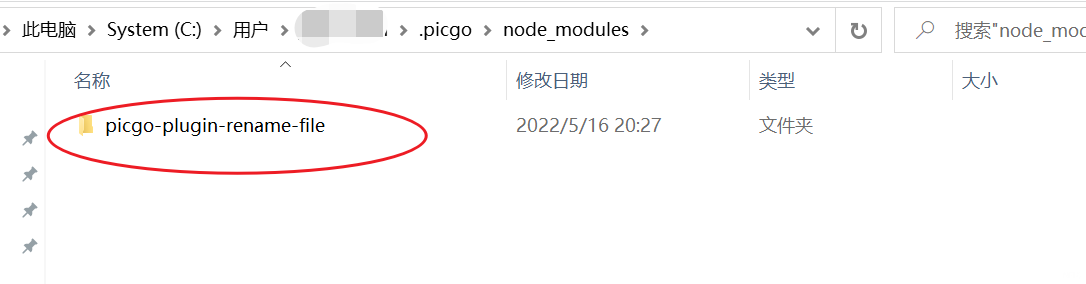 此电脑 System (C:) 用户 .picgo node_modules 搜索"node_mod
名称 修改日期 类型 大小
picgo-plugin-rename-file 2022/5/16 20:27 文件夹